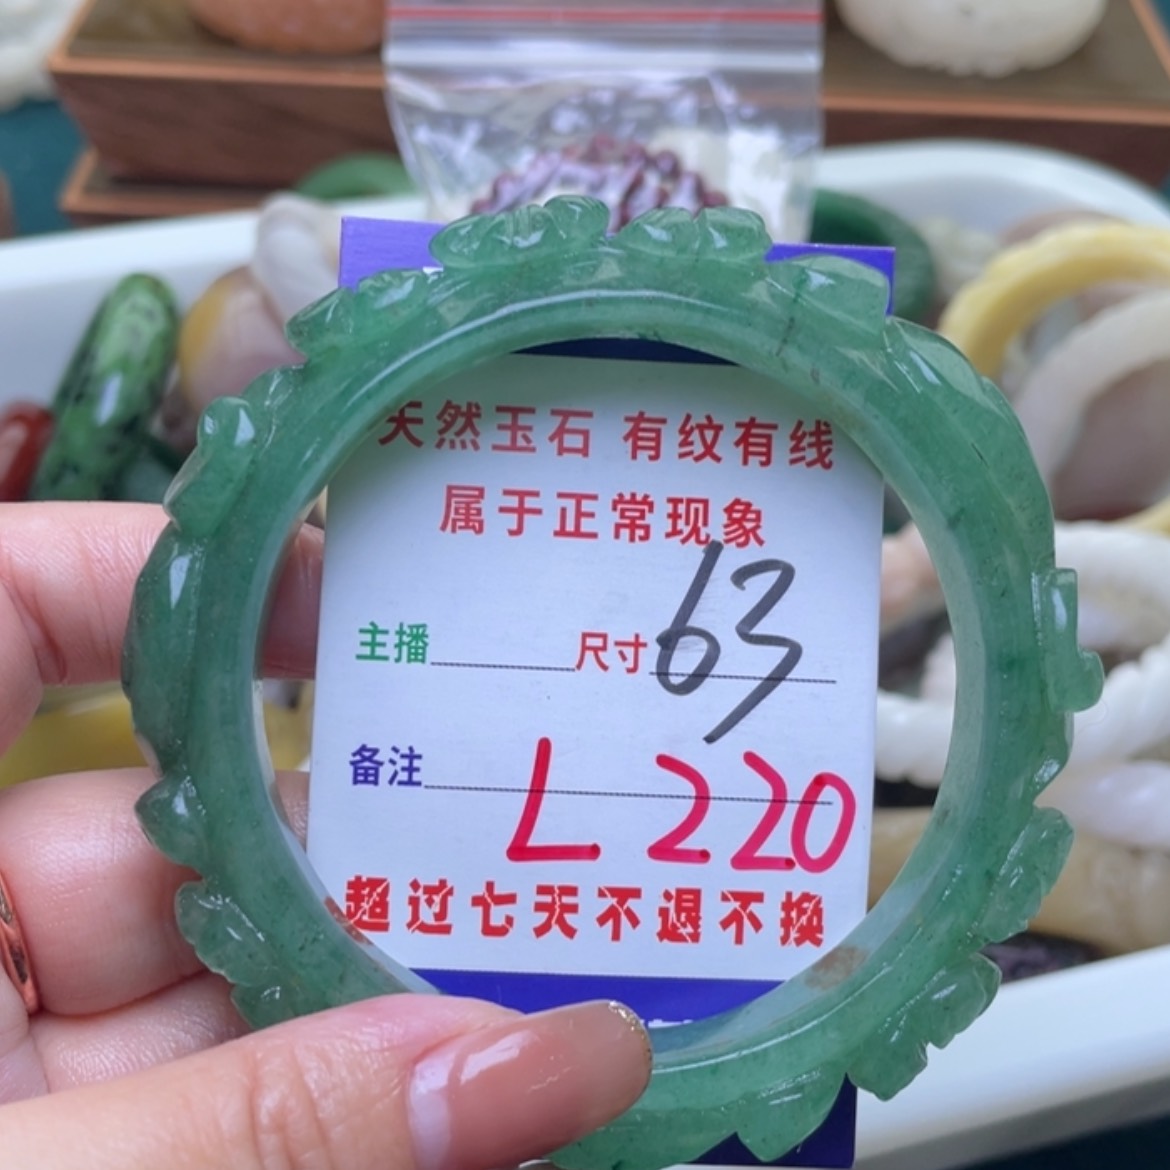 天然玉石 有纹有线
属于正常现象
主播 尺寸 63
备注 L 220
超过七天不退不换